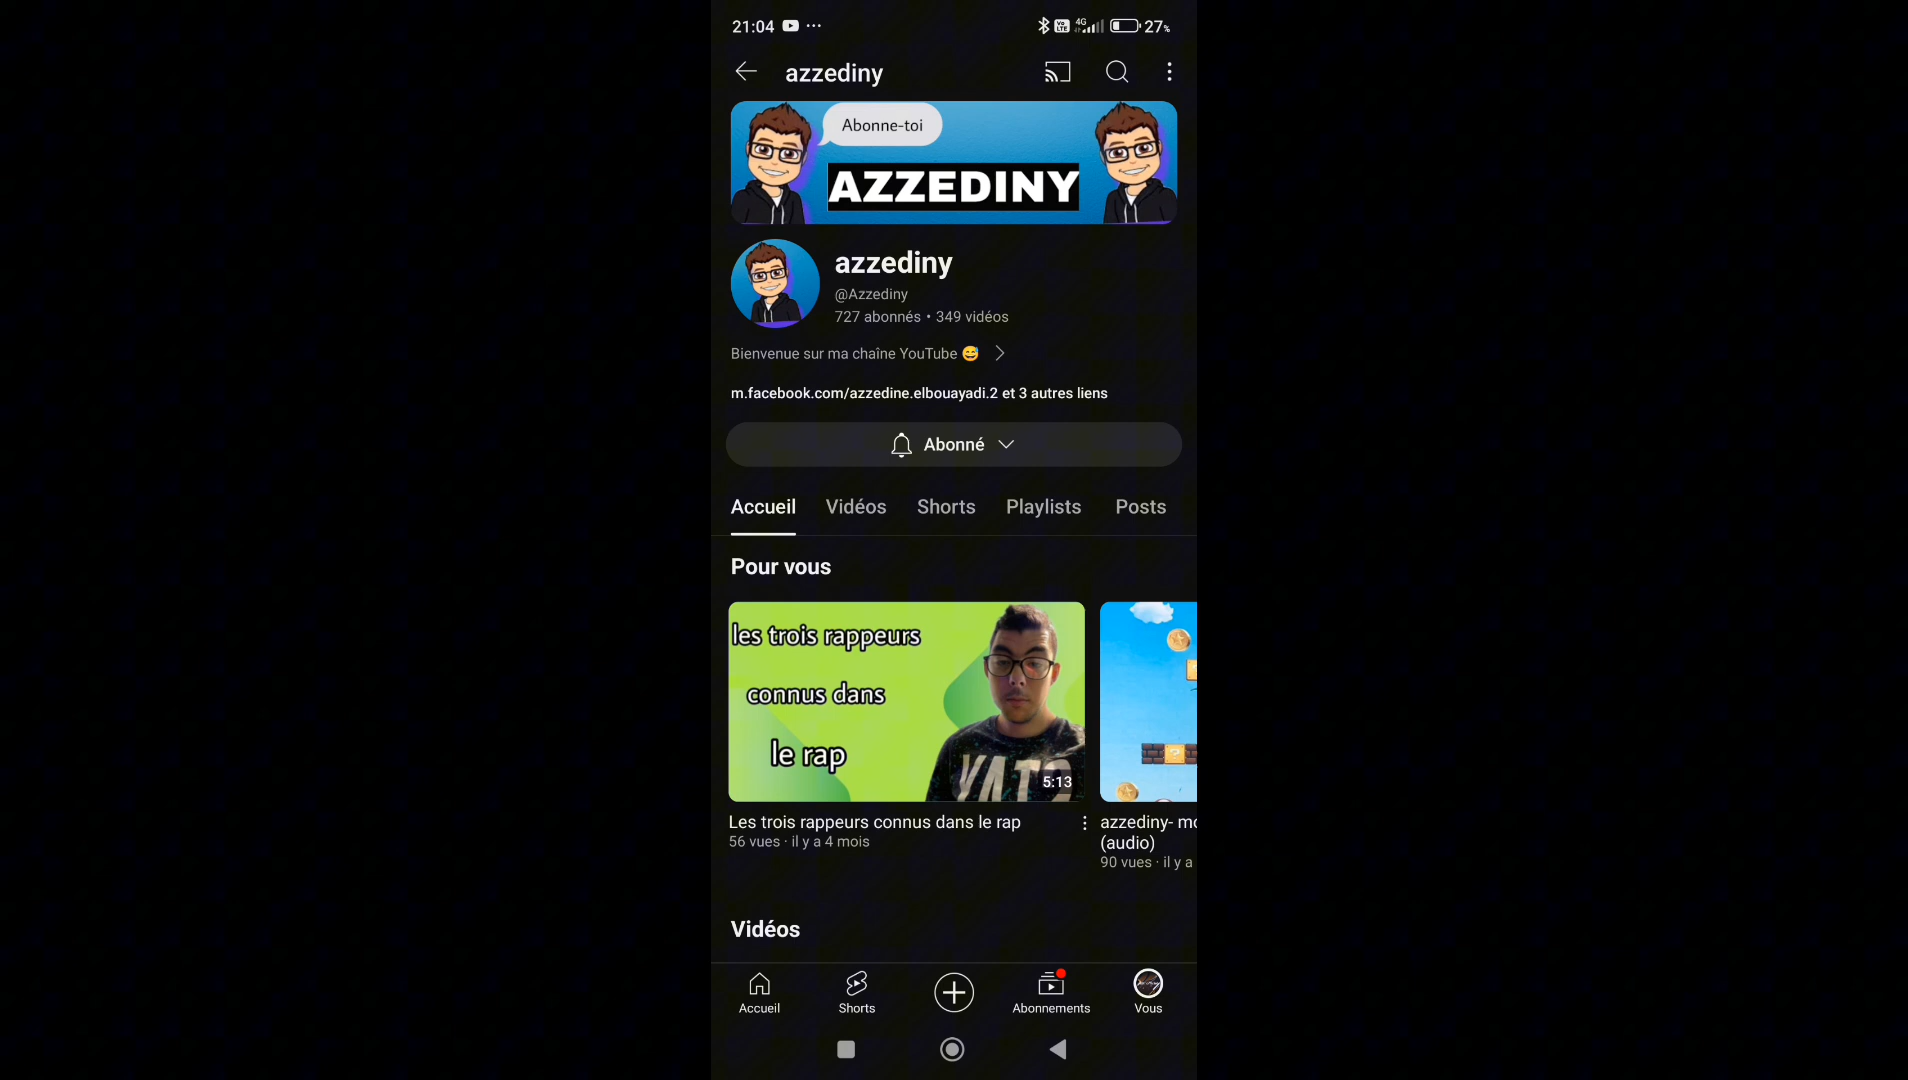 21:04
4G
27%
azzediny
Abonne-toi
AZZEDINY
azzediny
@Azzediny
727 abonnés • 349 vidéos
Bienvenue sur ma chaîne YouTube 😅
m.facebook.com/azzedine.elbouayadi.2 et 3 autres liens
Abonné
Accueil Vidéos Shorts Playlists Posts
Pour vous
les trois rappeurs
connus dans
le rap
5:13
Les trois rappeurs connus dans le rap
56 vues · il y a 4 mois
azzediny-
(audio)
90 vues · il y a
Vidéos
Accueil Shorts Abonnements Vous